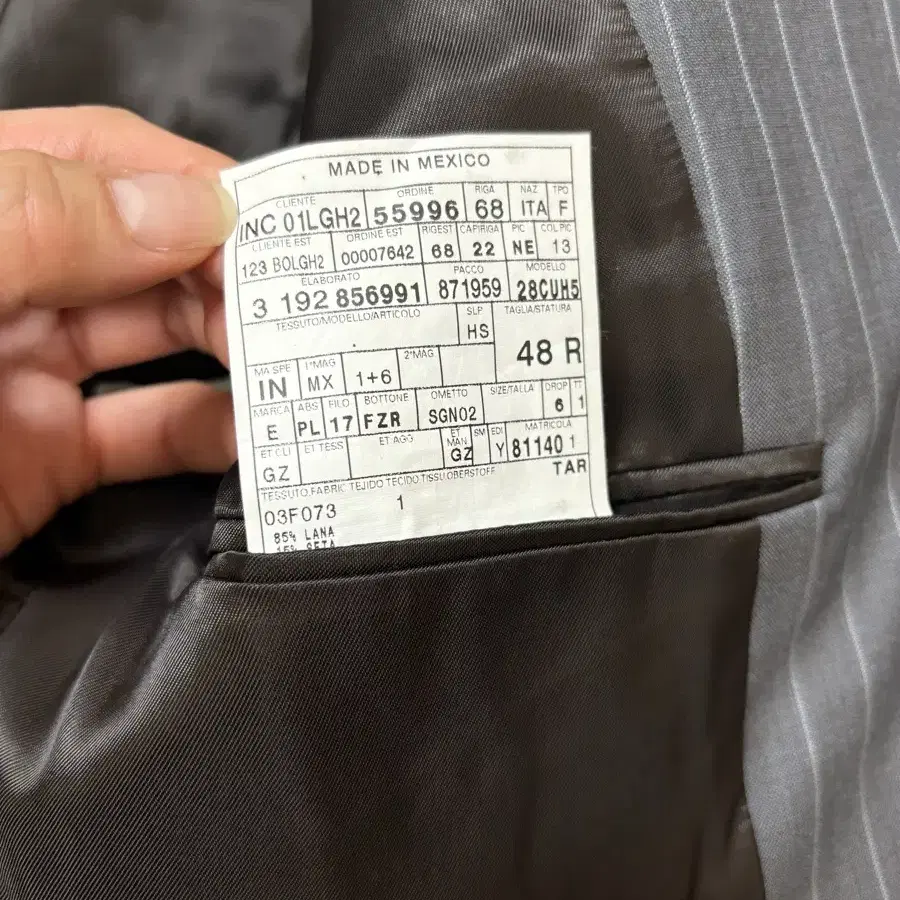 MADE IN MEXICO
CLIENTE ORDINE RIGA NAZ TPO
INC 01LGH2 55996 68 ITA F
CLIENTE EST ORDINE EST RIGEST CAPIRIGA PIC COL PIC
123 BOLGH2 00007642 68 22 NE 13
ELABORATO PACCO MODELLO
3 192 856991 871959 28CUH5
TESSUTO/MODELLO/ARTICOLO SLP TAGLIA/STATURA
HS 48 R
MA SPE 1°MAG 2°MAG
IN MX 1+6
MARCA ABS FILO BOTTONE OMETTO SIZE/TALLA DROP TT
E PL 17 FZR SGN02 6 1
ET CLI ET TESS ET AGG ET MAN SM EDI MATRICOLA
GZ GZ Y 81140 1
TESSUTO,FABRIC TEJIDO TECIDO TISSU,OBERSTOFF TAR
03F073 1
85% LANA
15% SETA